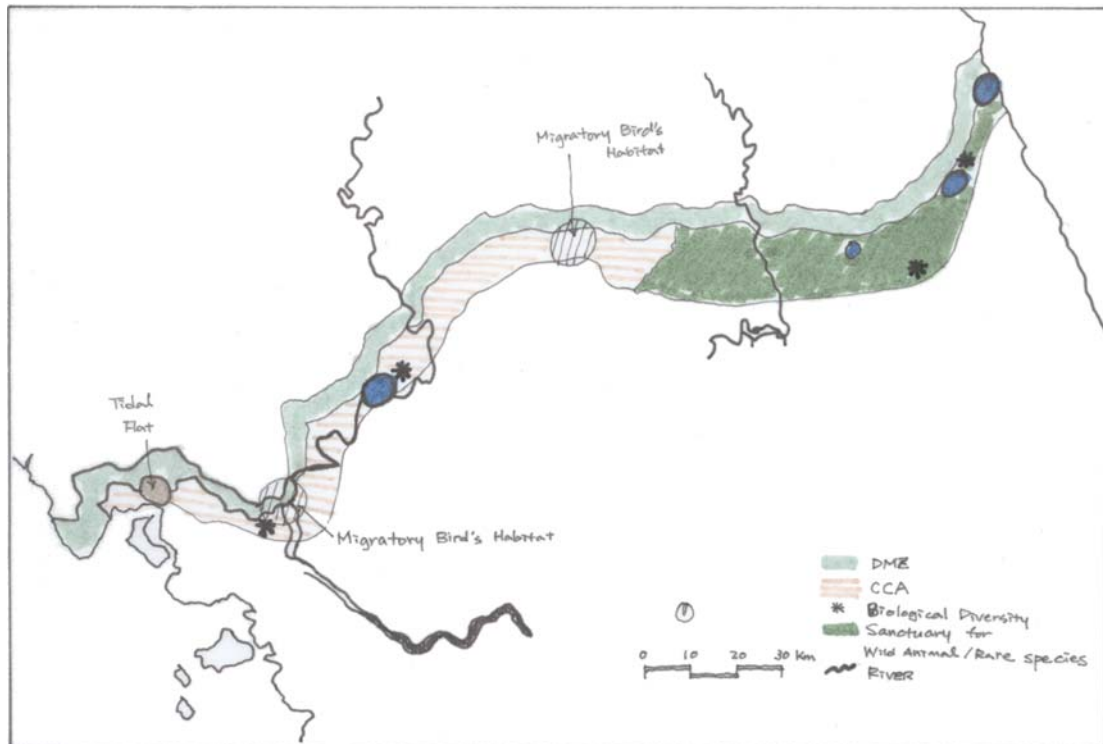 Migratory Bird's
Habitat
Tidal
Flat
Migratory Bird's Habitat
DMZ
CCA
Biological Diversity
Sanctuary for
Wild Animal/Rare species
River
0 10 20 30 Km